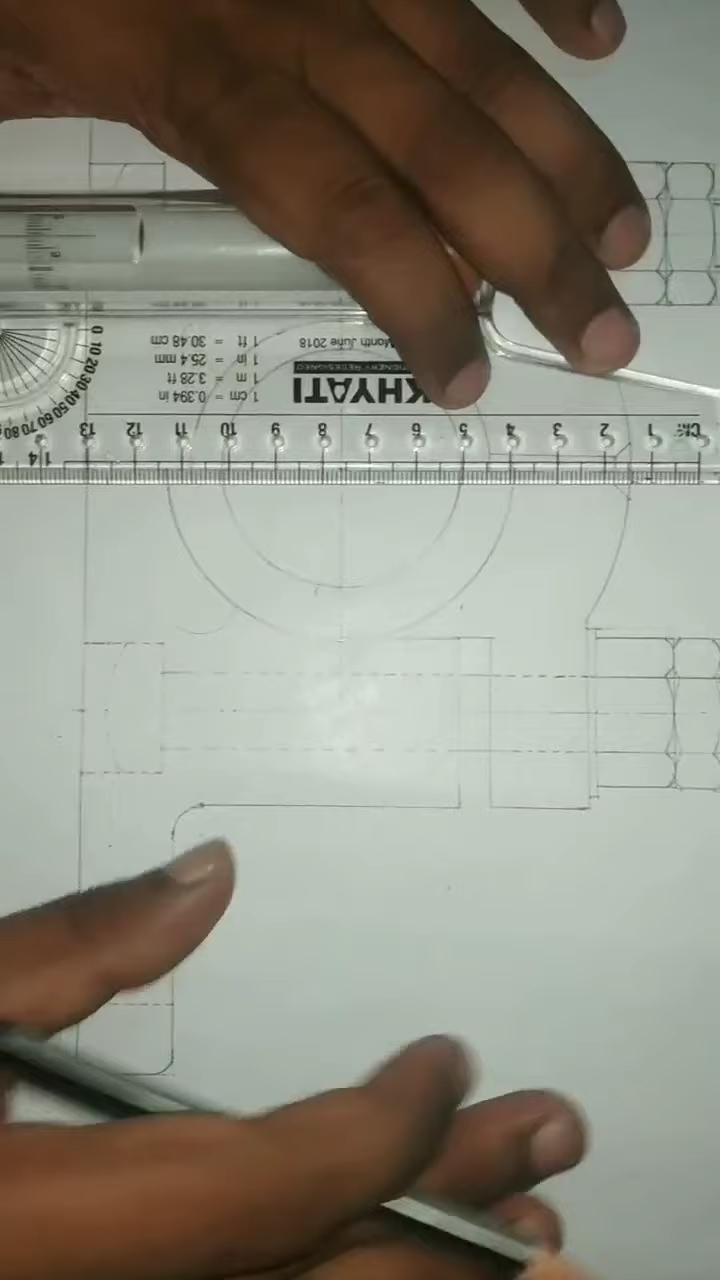 1 cm = 0.394 in
1 m = 3.28 ft
1 in = 25.4 mm
1 ft = 30.48 cm
KHYATI
Month June 2018
0 10 20 30 40 50 60 70 80
1 2 3 4 5 6 7 8 9 10 11 12 13 14